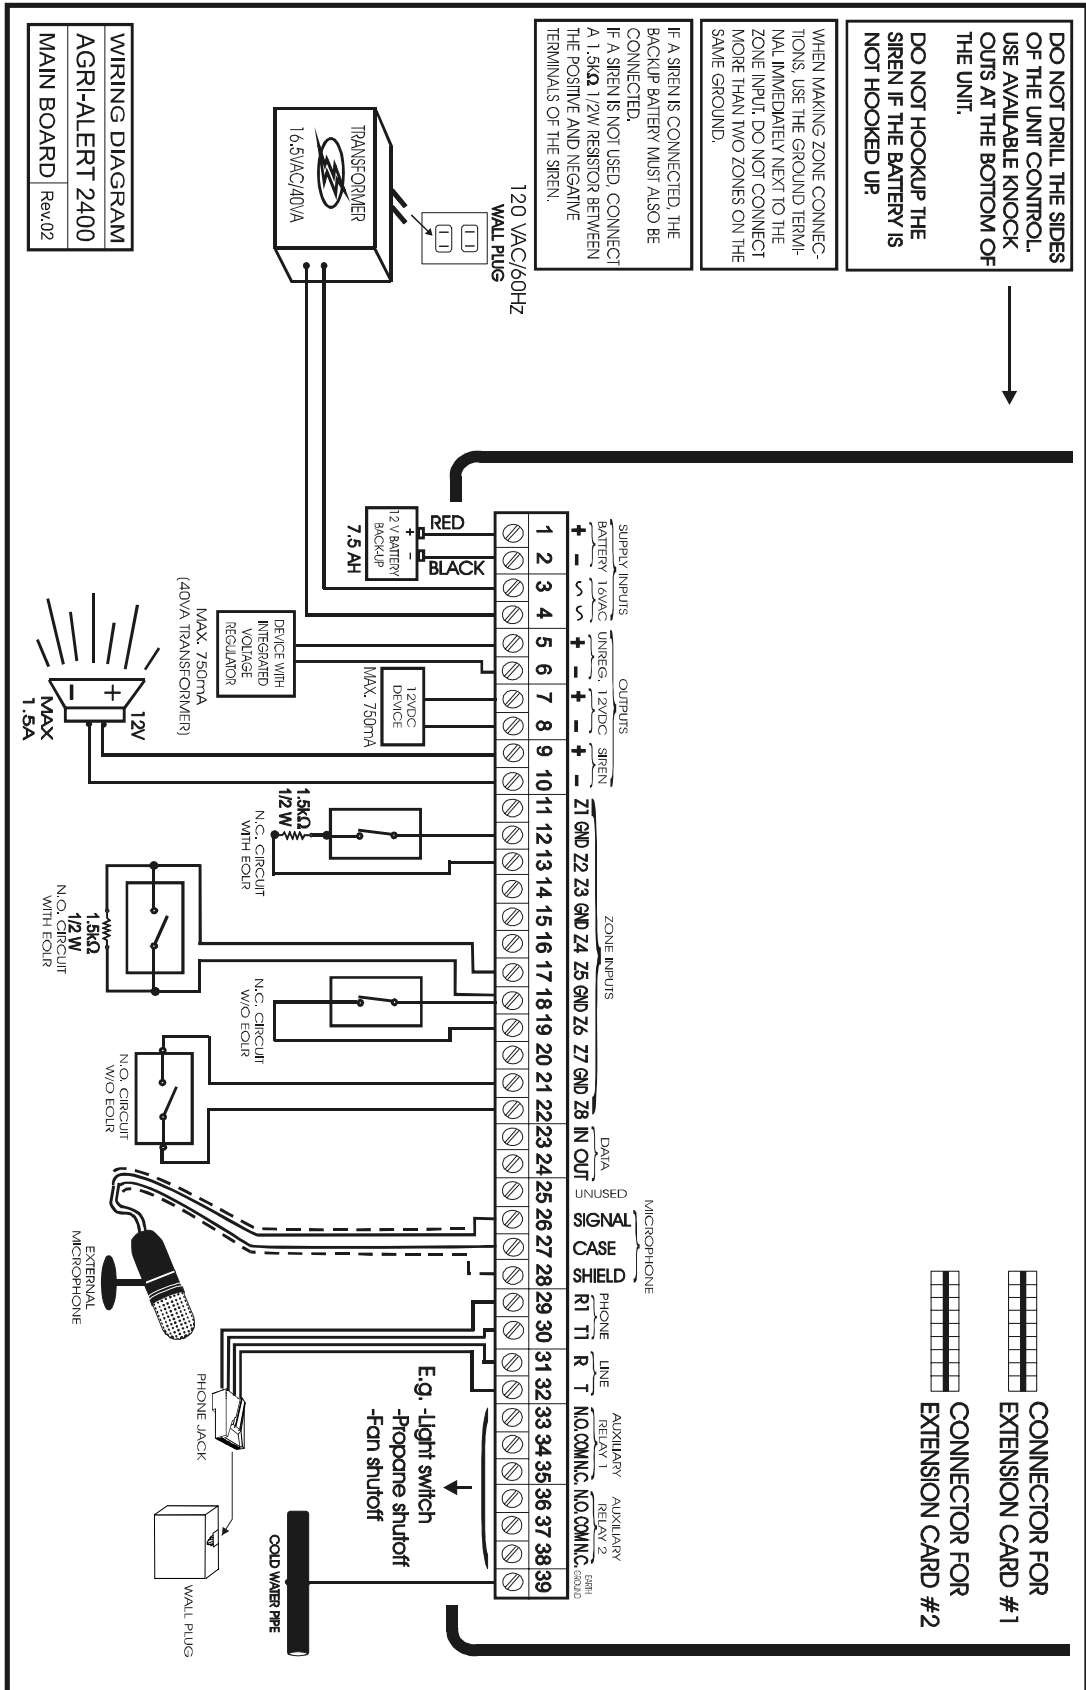 DO NOT DRILL THE SIDES
OF THE UNIT CONTROL.
USE AVAILABLE KNOCK
OUTS AT THE BOTTOM OF
THE UNIT.
DO NOT HOOKUP THE
SIREN IF THE BATTERY IS
NOT HOOKED UP.
WHEN MAKING ZONE CONNEC-
TIONS, USE THE GROUND TERMI-
NAL IMMEDIATELY NEXT TO THE
ZONE INPUT. DO NOT CONNECT
MORE THAN TWO ZONES ON THE
SAME GROUND.
IF A SIREN IS CONNECTED, THE
BACKUP BATTERY MUST ALSO BE
CONNECTED.
IF A SIREN IS NOT USED, CONNECT
A 1.5KΩ 1/2W RESISTOR BETWEEN
THE POSITIVE AND NEGATIVE
TERMINALS OF THE SIREN.
120 VAC/60HZ
WALL PLUG
TRANSFORMER
16.5VAC/40VA
WIRING DIAGRAM
AGRI-ALERT 2400
MAIN BOARD Rev.02
CONNECTOR FOR
EXTENSION CARD #1
CONNECTOR FOR
EXTENSION CARD #2
SUPPLY INPUTS
BATTERY
16VAC
OUTPUTS
UNREG.
12VDC
SIREN
ZONE INPUTS
DATA
MICROPHONE
PHONE
LINE
AUXILIARY
RELAY 1
AUXILIARY
RELAY 2
EARTH
GROUND
+ - ~ ~ + - + - + - Z1 GND Z2 Z3 GND Z4 Z5 GND Z6 Z7 GND Z8 IN OUT UNUSED SIGNAL CASE SHIELD R1 T1 R T N.O. COM N.C. N.O. COM N.C.
1 2 3 4 5 6 7 8 9 10 11 12 13 14 15 16 17 18 19 20 21 22 23 24 25 26 27 28 29 30 31 32 33 34 35 36 37 38 39
RED
BLACK
+ -
12 V BATTERY
BACK-UP
7.5 AH
DEVICE WITH
INTEGRATED
VOLTAGE
REGULATOR
MAX. 750mA
(40VA TRANSFORMER)
12VDC
DEVICE
MAX. 750mA
- +
12V
MAX
1.5A
1.5KΩ
1/2 W
N.C. CIRCUIT
WITH EOLR
1.5KΩ
1/2 W
N.O. CIRCUIT
WITH EOLR
N.C. CIRCUIT
W/O EOLR
N.O. CIRCUIT
W/O EOLR
EXTERNAL
MICROPHONE
PHONE JACK
WALL PLUG
E.g. -Light switch
-Propane shutoff
-Fan shutoff
COLD WATER PIPE